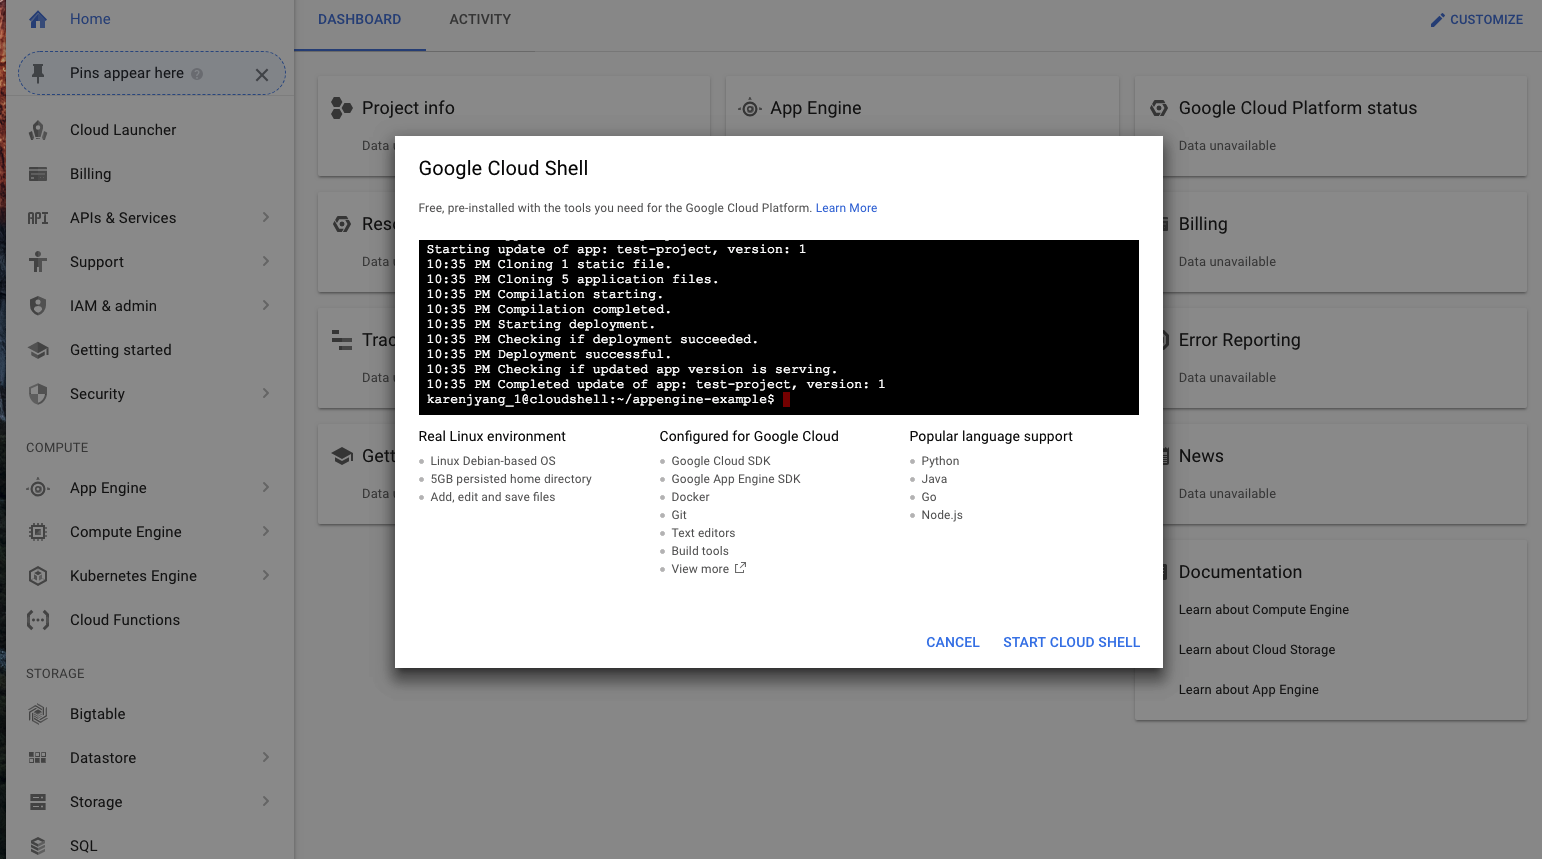 Home
DASHBOARD
ACTIVITY
CUSTOMIZE
Pins appear here
Cloud Launcher
Billing
API APIs & Services
Support
IAM & admin
Getting started
Security
COMPUTE
App Engine
Compute Engine
Kubernetes Engine
Cloud Functions
STORAGE
Bigtable
Datastore
Storage
SQL
Project info
App Engine
Google Cloud Platform status
Data unavailable
Billing
Data unavailable
Error Reporting
Data unavailable
News
Data unavailable
Documentation
Learn about Compute Engine
Learn about Cloud Storage
Learn about App Engine
Google Cloud Shell
Free, pre-installed with the tools you need for the Google Cloud Platform. Learn More
Starting update of app: test-project, version: 1
10:35 PM Cloning 1 static file.
10:35 PM Cloning 5 application files.
10:35 PM Compilation starting.
10:35 PM Compilation completed.
10:35 PM Starting deployment.
10:35 PM Checking if deployment succeeded.
10:35 PM Deployment successful.
10:35 PM Checking if updated app version is serving.
10:35 PM Completed update of app: test-project, version: 1
karenjyang_1@cloudshell:~/appengine-example$
Real Linux environment
Linux Debian-based OS
5GB persisted home directory
Add, edit and save files
Configured for Google Cloud
Google Cloud SDK
Google App Engine SDK
Docker
Git
Text editors
Build tools
View more
Popular language support
Python
Java
Go
Node.js
CANCEL
START CLOUD SHELL